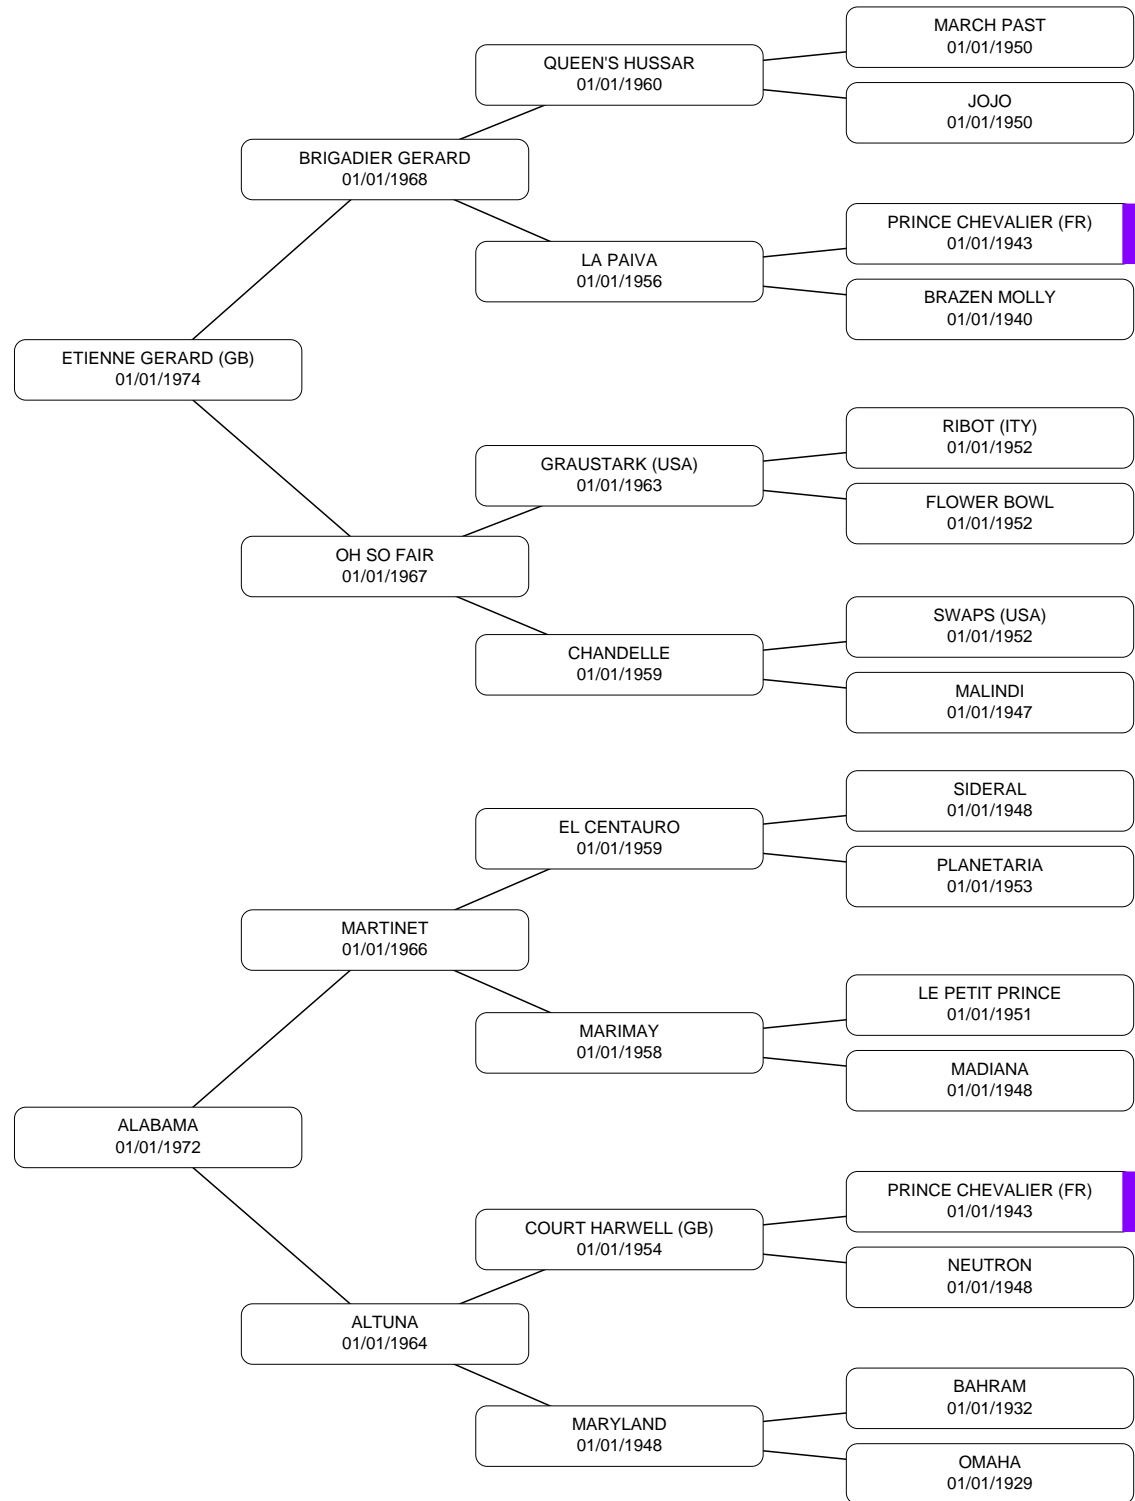 MARCH PAST
01/01/1950
QUEEN'S HUSSAR
01/01/1960
JOJO
01/01/1950
BRIGADIER GERARD
01/01/1968
PRINCE CHEVALIER (FR)
01/01/1943
LA PAIVA
01/01/1956
BRAZEN MOLLY
01/01/1940
ETIENNE GERARD (GB)
01/01/1974
RIBOT (ITY)
01/01/1952
GRAUSTARK (USA)
01/01/1963
FLOWER BOWL
01/01/1952
OH SO FAIR
01/01/1967
SWAPS (USA)
01/01/1952
CHANDELLE
01/01/1959
MALINDI
01/01/1947
SIDERAL
01/01/1948
EL CENTAURO
01/01/1959
PLANETARIA
01/01/1953
MARTINET
01/01/1966
LE PETIT PRINCE
01/01/1951
MARIMAY
01/01/1958
MADIANA
01/01/1948
ALABAMA
01/01/1972
PRINCE CHEVALIER (FR)
01/01/1943
COURT HARWELL (GB)
01/01/1954
NEUTRON
01/01/1948
ALTUNA
01/01/1964
BAHRAM
01/01/1932
MARYLAND
01/01/1948
OMAHA
01/01/1929